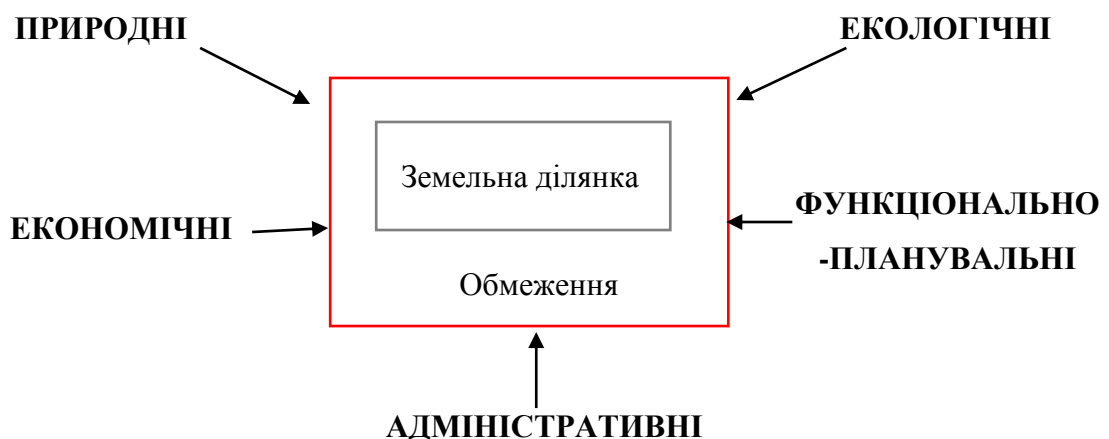 ПРИРОДНІ
ЕКОЛОГІЧНІ
Земельна ділянка
ЕКОНОМІЧНІ
ФУНКЦІОНАЛЬНО
-ПЛАНУВАЛЬНІ
Обмеження
АДМІНІСТРАТИВНІ